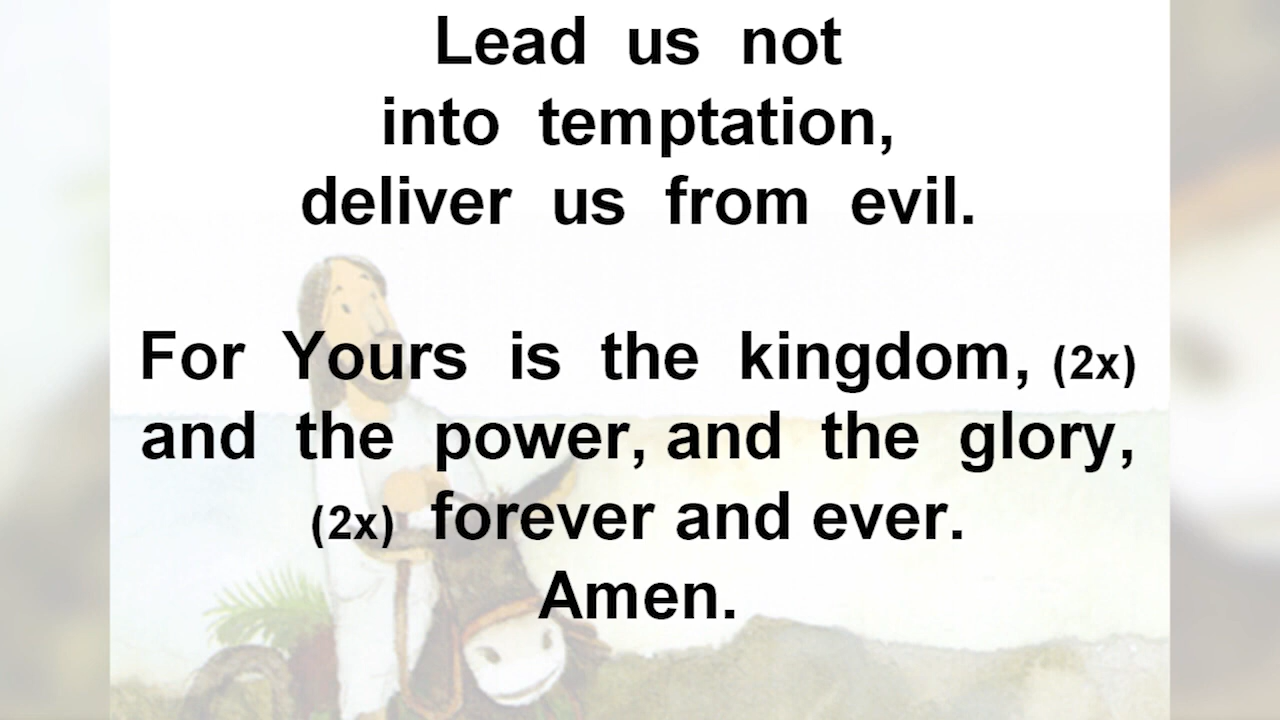 Lead us not
into temptation,
deliver us from evil.
For Yours is the kingdom, (2x)
and the power, and the glory,
(2x) forever and ever.
Amen.